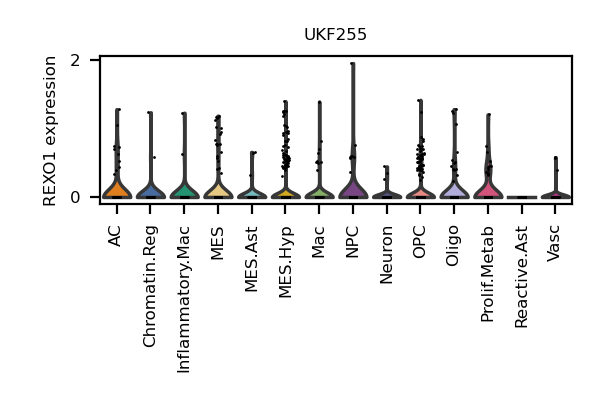 UKF255
REXO1 expression
2
0
AC
Chromatin.Reg
Inflammatory.Mac
MES
MES.Ast
MES.Hyp
Mac
NPC
Neuron
OPC
Oligo
Prolif.Metab
Reactive.Ast
Vasc